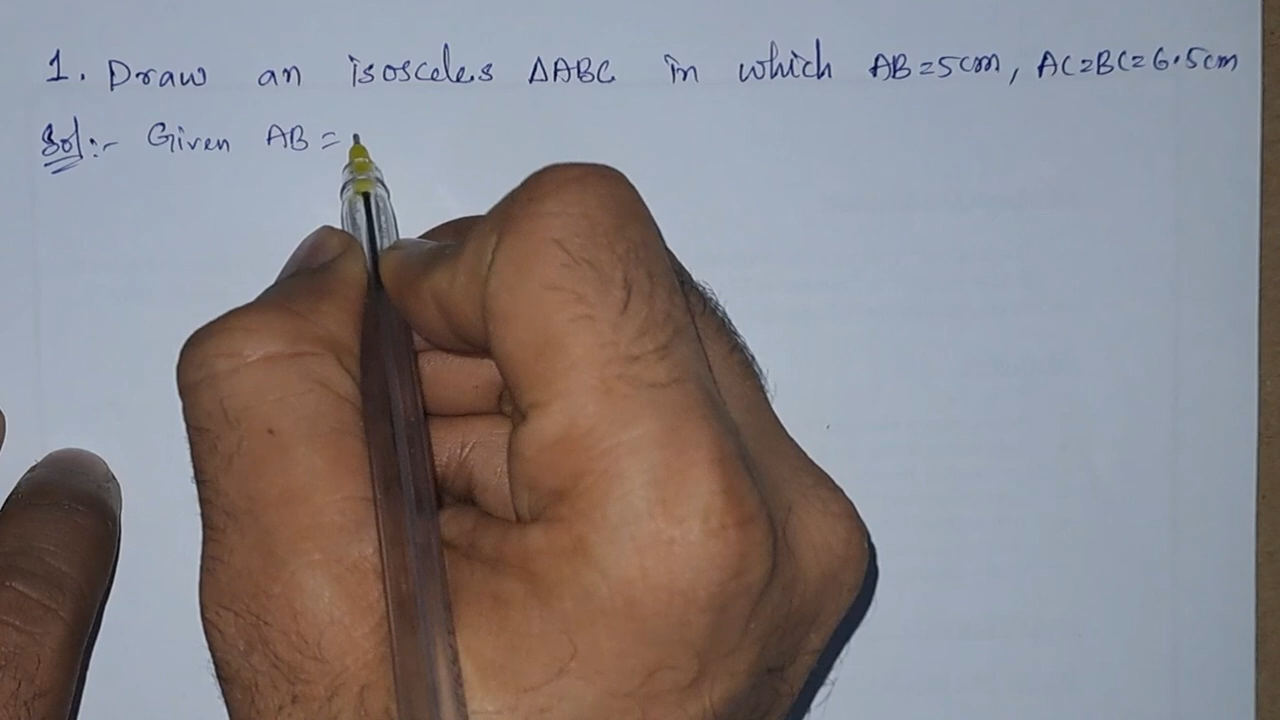 1. Draw an isosceles ΔABC in which AB=5cm, AC=BC=6.5cm
Sol:- Given AB=